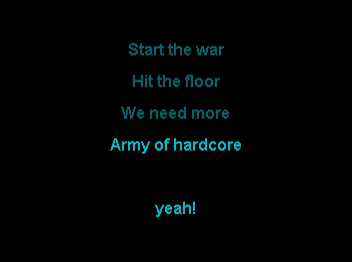 Start the war
Hit the floor
We need more
Army of hardcore
yeah!